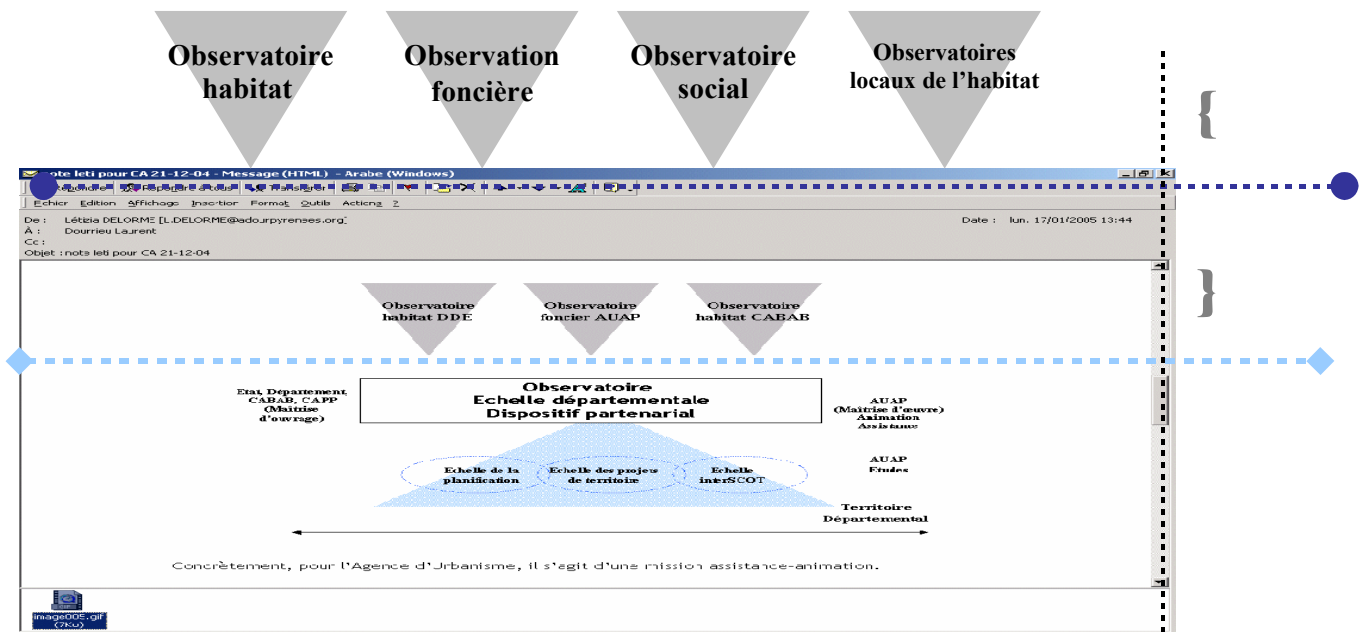 Observatoire
habitat
Observation
foncière
Observatoire
social
Observatoires
locaux de l’habitat
{
note leti pour CA 21-12-04 - Message (HTML) - Arabe (Windows)
Répondre à tous
Fichier Edition Affichage Insertion Format Outils Actions ?
De : Létizia DELORME [L.DELORME@adourpyrenees.org] Date : lun. 17/01/2005 13:44
À : Dourrieu Laurent
Cc :
Objet : note leti pour CA 21-12-04
}
Observatoire
habitat DDE
Observatoire
foncier AUAP
Observatoire
habitat CABAB
Etat, Département,
CABAB, CAPP
(Maîtrise
d'ouvrage)
Observatoire
Echelle départementale
Dispositif partenarial
AUAP
(Maîtrise d'œuvre)
Animation
Assistance
Echelle de la
planification
Echelle des projets
de territoire
Echelle
interSCOT
AUAP
Etudes
Territoire
Départemental
Concrètement, pour l'Agence d'Urbanisme, il s'agit d'une mission assistance-animation.
image005.gif
(7Ko)